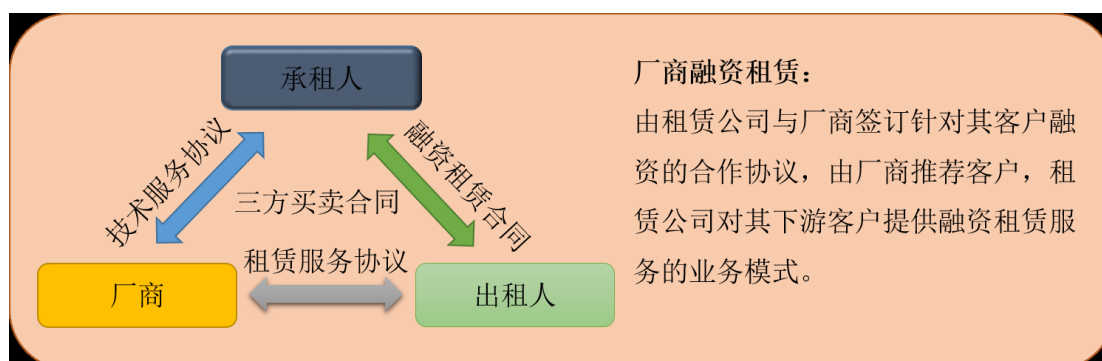 承租人
技术服务协议
融资租赁合同
三方买卖合同
租赁服务协议
厂商
出租人
厂商融资租赁：
由租赁公司与厂商签订针对其客户融
资的合作协议，由厂商推荐客户，租
赁公司对其下游客户提供融资租赁服
务的业务模式。